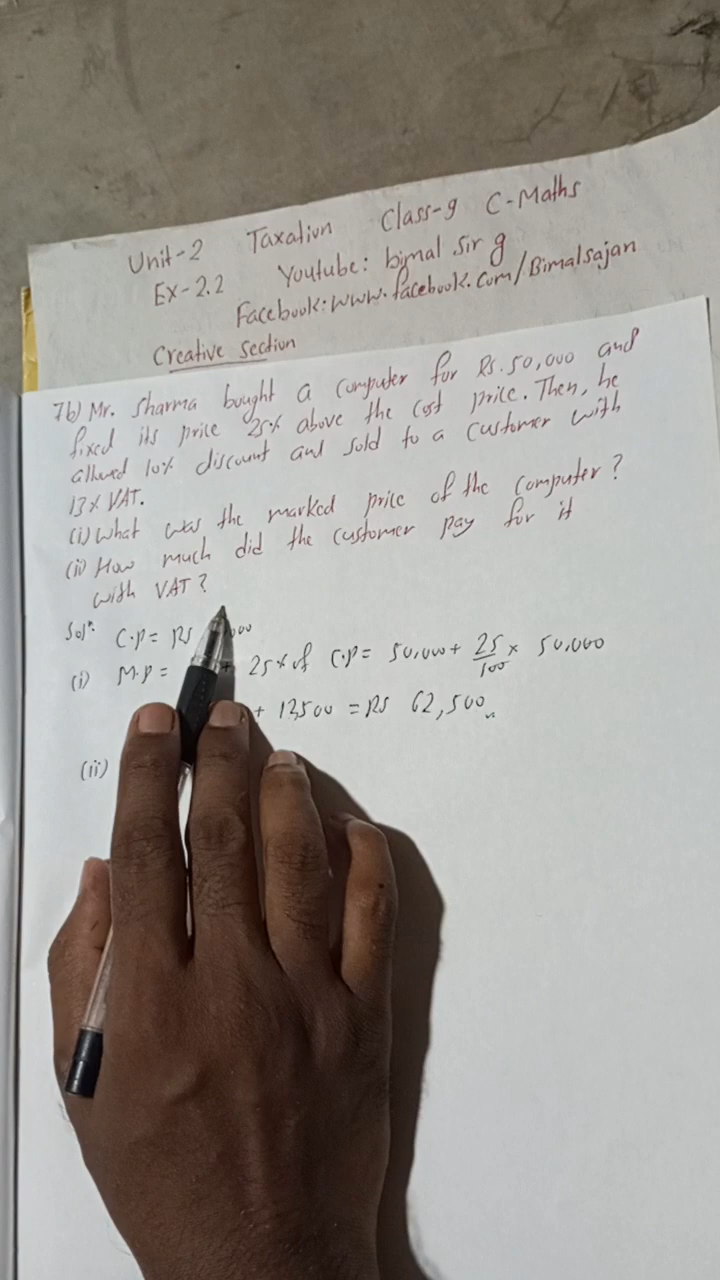 Unit-2 Taxation Class-9 C-Maths
Ex-2.2 Youtube: bimal sir g
Facebook: www.facebook.com/Bimalsajan
Creative section
7b) Mr. Sharma bought a computer for Rs. 50,000 and
fixed its price 25% above the cost price. Then, he
allowed 10% discount and sold to a customer with
13% VAT.
(i) What was the marked price of the computer?
(ii) How much did the customer pay for it
with VAT?
Solⁿ. C.P = Rs 000
(i) M.P = + 25% of C.P = 50,000 + 25/100 × 50,000
+ 12,500 = Rs 62,500
(ii)